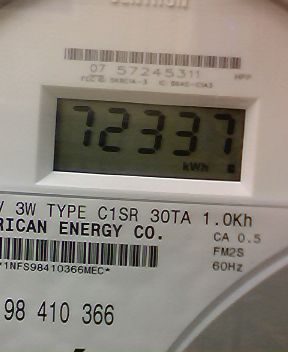 07 57245311
72337
kWh
3W TYPE C1SR 30TA 1.0Kh
RICAN ENERGY CO.
CA 0.5
FM2S
60Hz
*1NFS98410366MEC*
98 410 366